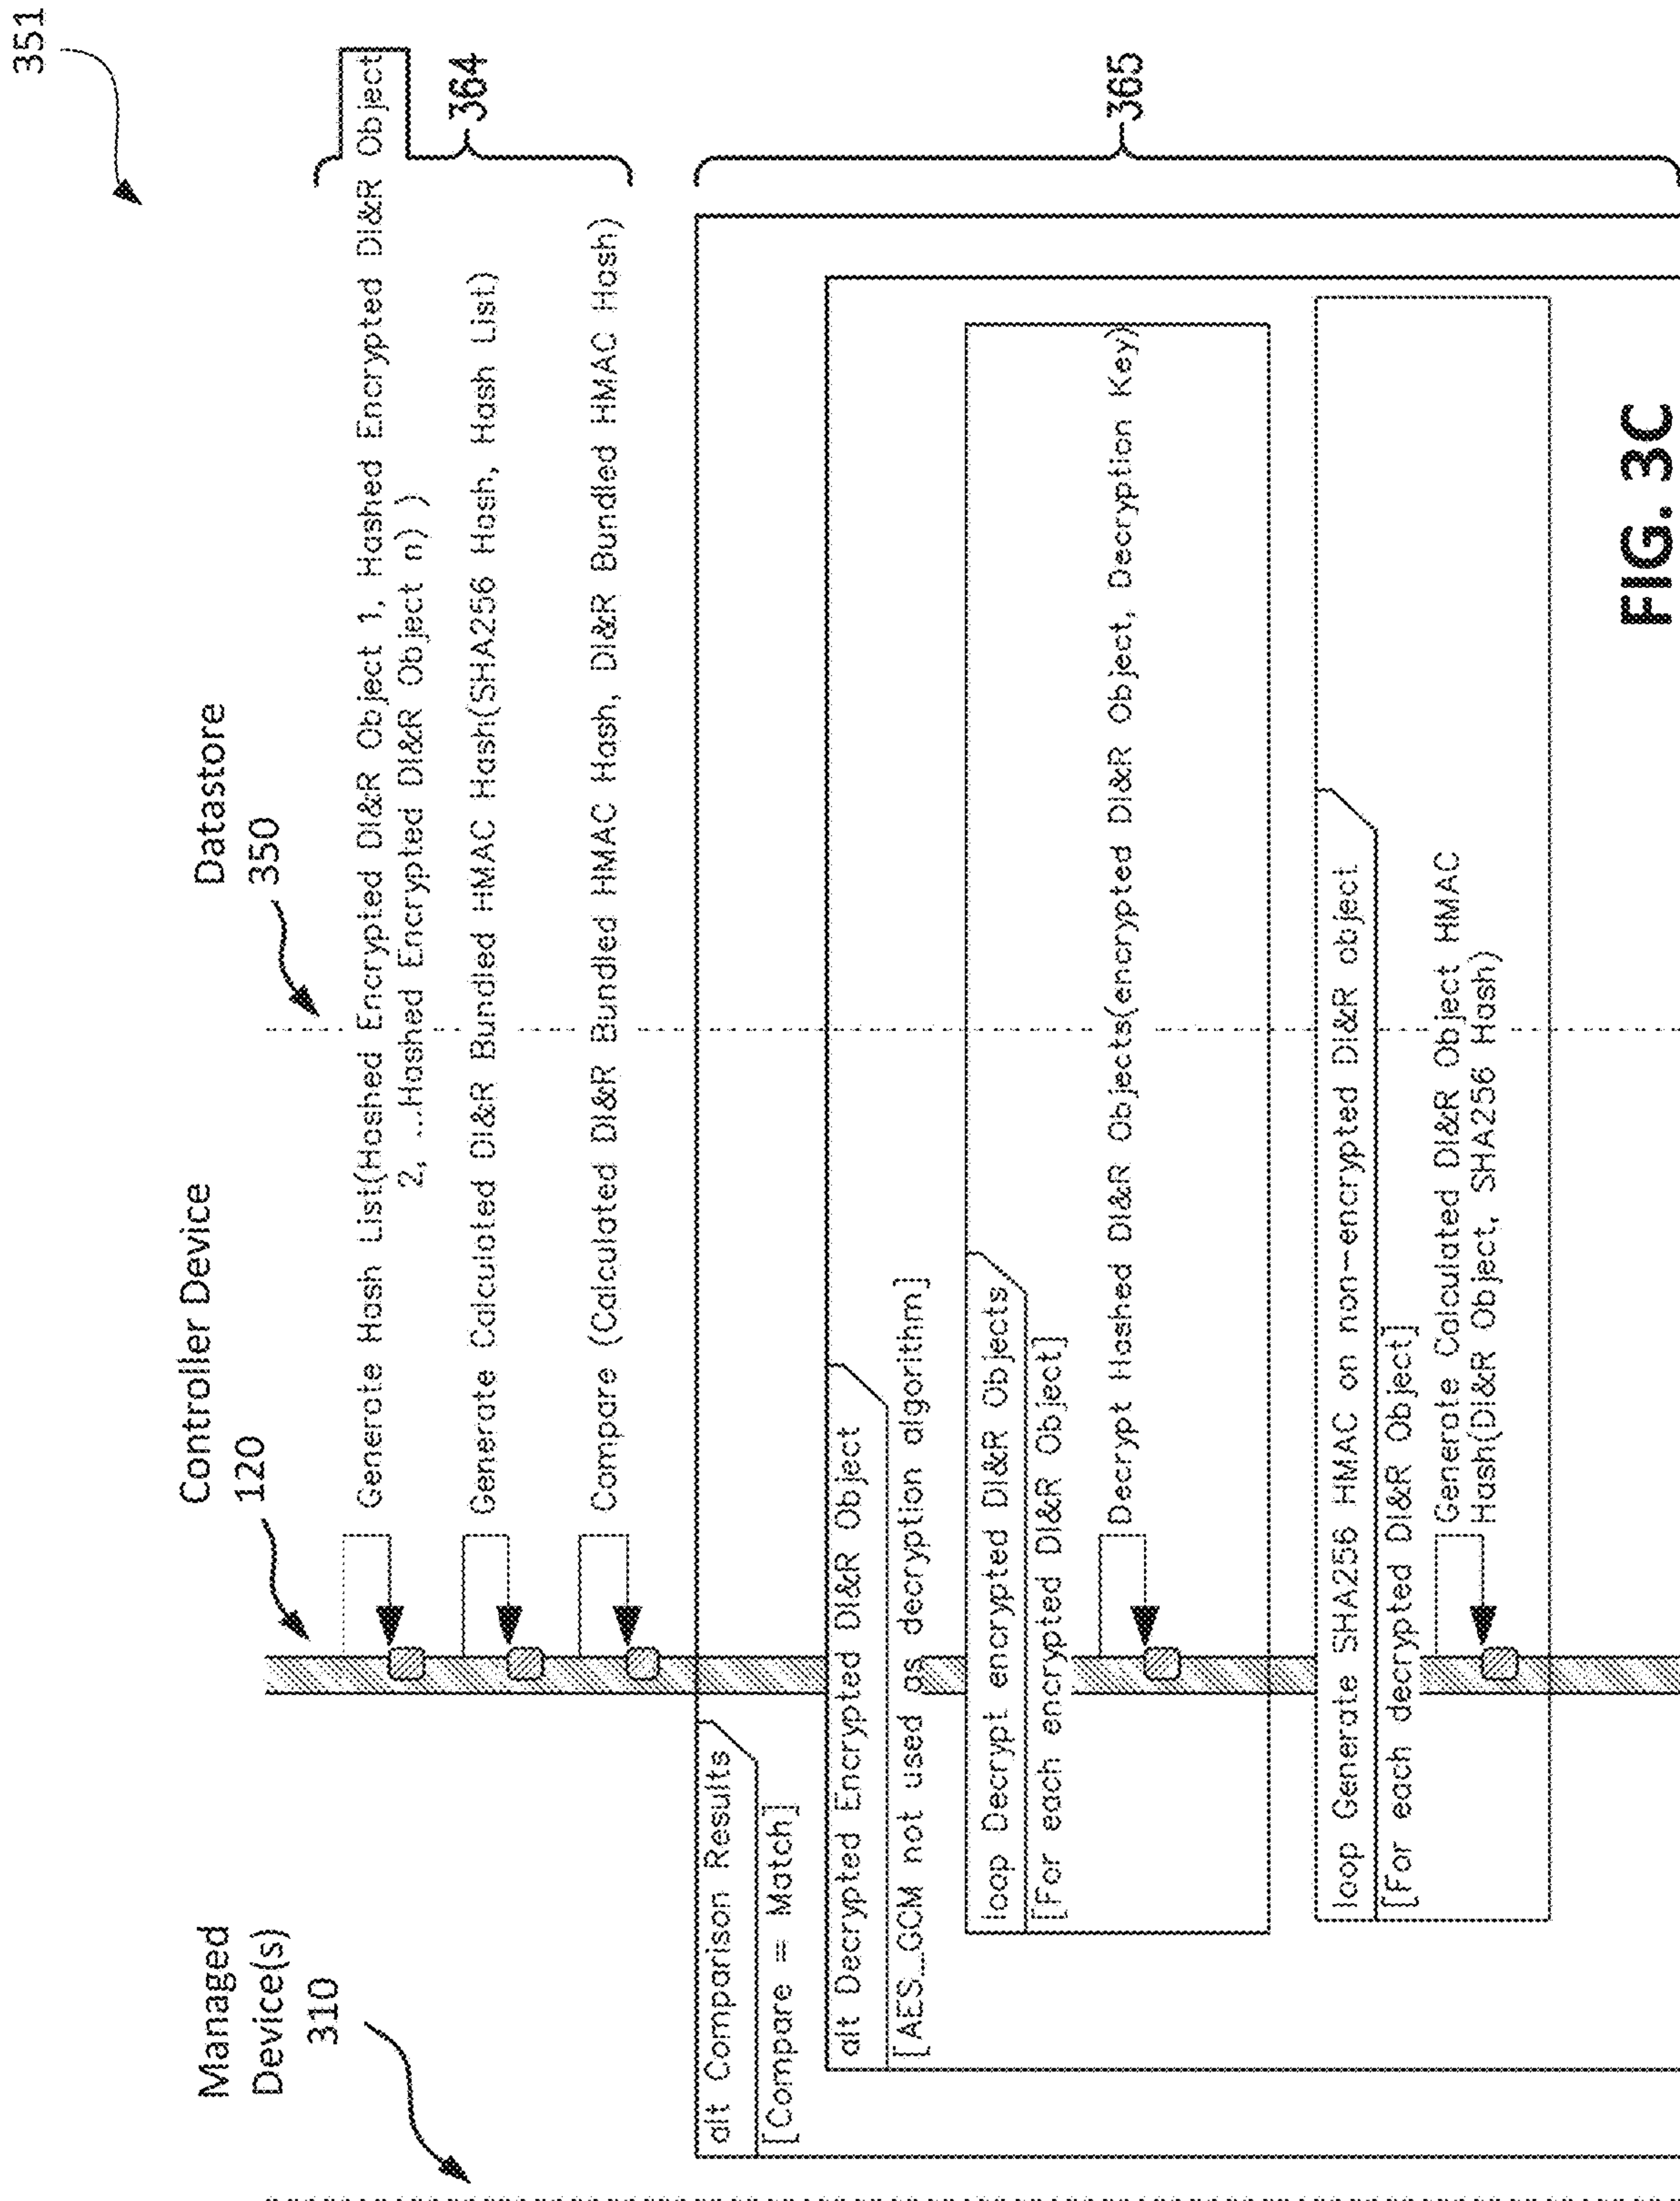 351
Managed
Device(s)
310
Controller Device
120
Datastore
350
Generate Hash List(Hashed Encrypted DI&R Object 1, Hashed Encrypted DI&R Object
2, ...Hashed Encrypted DI&R Object n) )
Generate Calculated DI&R Bundled HMAC Hash(SHA256 Hash, Hash List)
364
Compare (Calculated DI&R Bundled HMAC Hash, DI&R Bundled HMAC Hash)
alt Comparison Results
[Compare = Match]
alt Decrypted Encrypted DI&R Object
[AES_GCM not used as decryption algorithm]
loop Decrypt encrypted DI&R Objects
[For each encrypted DI&R Object]
Decrypt Hashed DI&R Objects(encrypted DI&R Object, Decryption Key)
365
loop Generate SHA256 HMAC on non-encrypted DI&R object
[For each decrypted DI&R Object]
Generate Calculated DI&R Object HMAC
Hash(DI&R Object, SHA256 Hash)
FIG. 3C